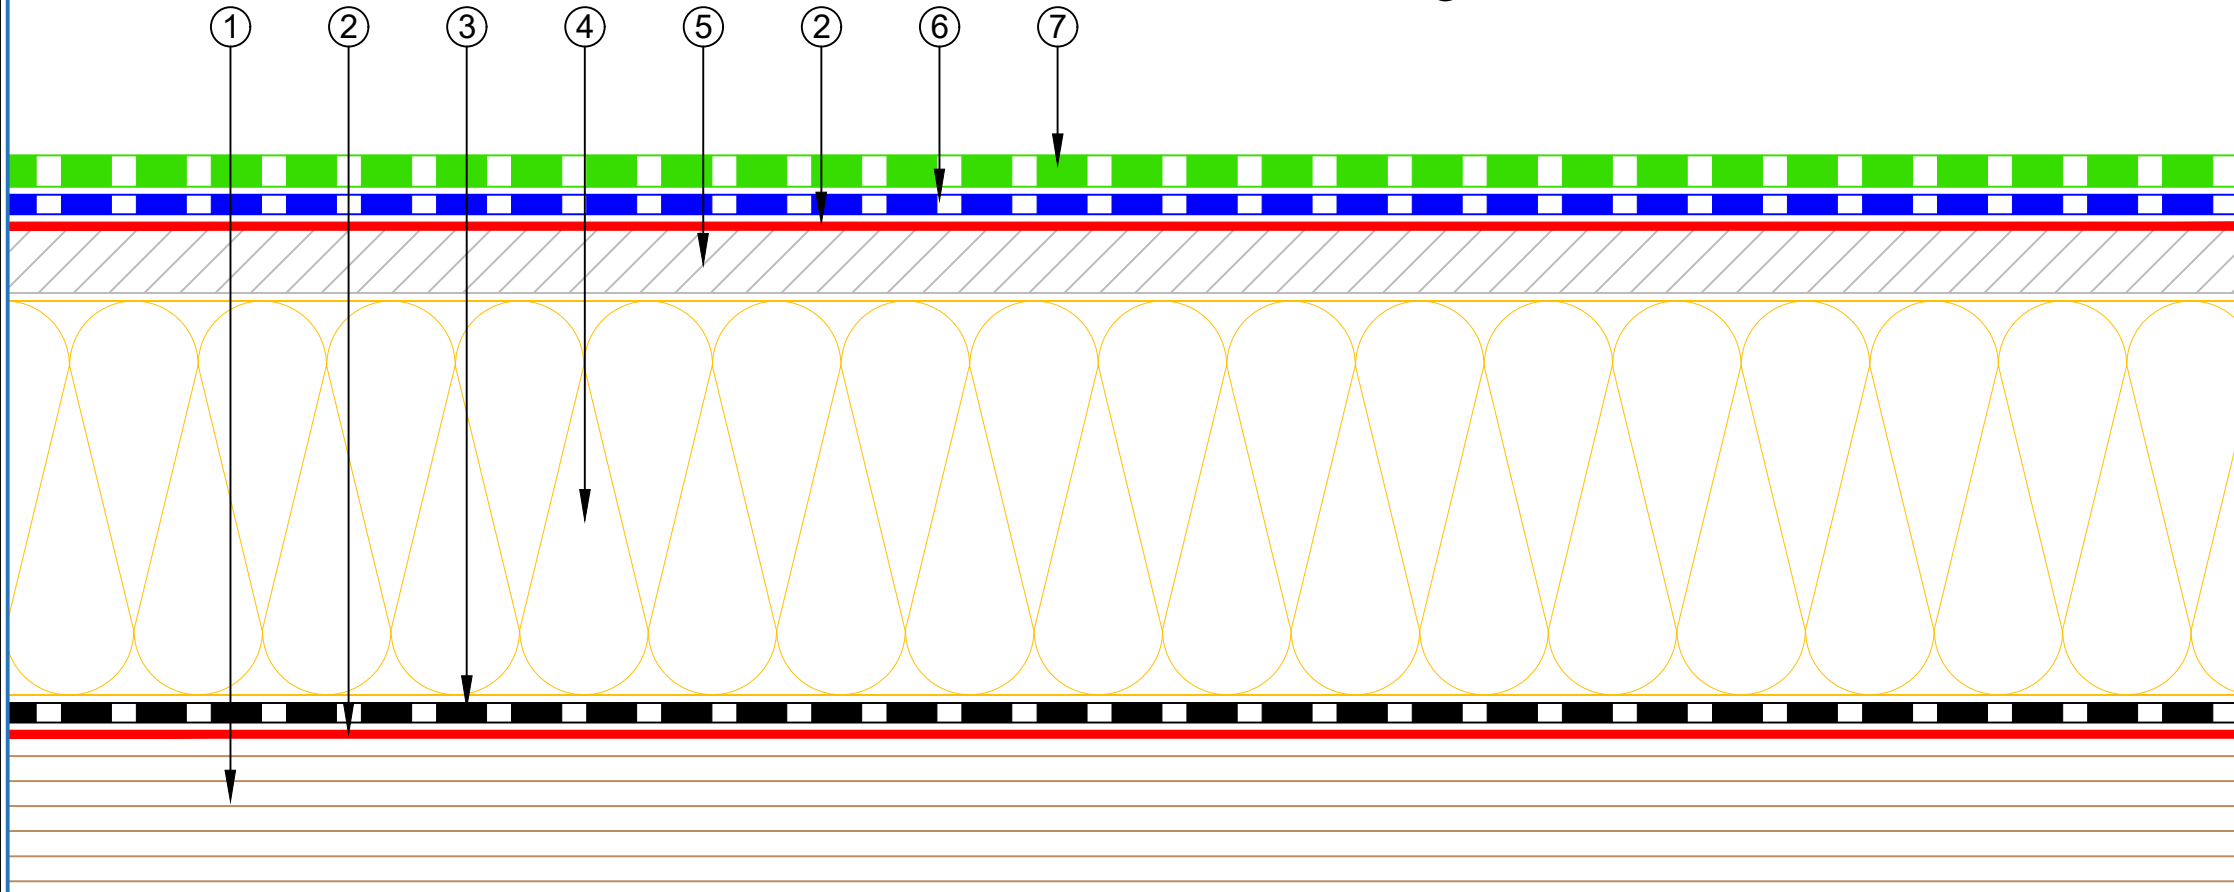 ① ② ③ ④ ⑤ ② ⑥ ⑦